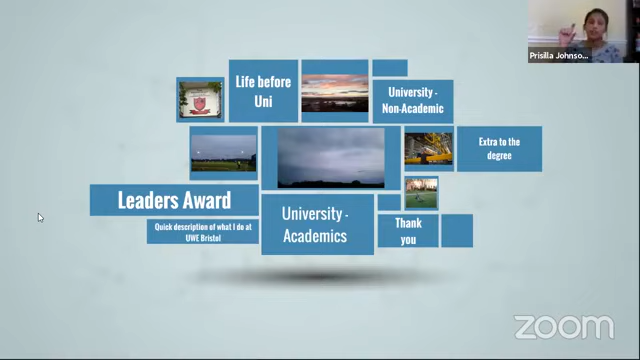 Prisilla Johnso...
Life before
Uni
University -
Non-Academic
Extra to the
degree
Leaders Award
Quick description of what I do at
UWE Bristol
University -
Academics
Thank
you
zoom